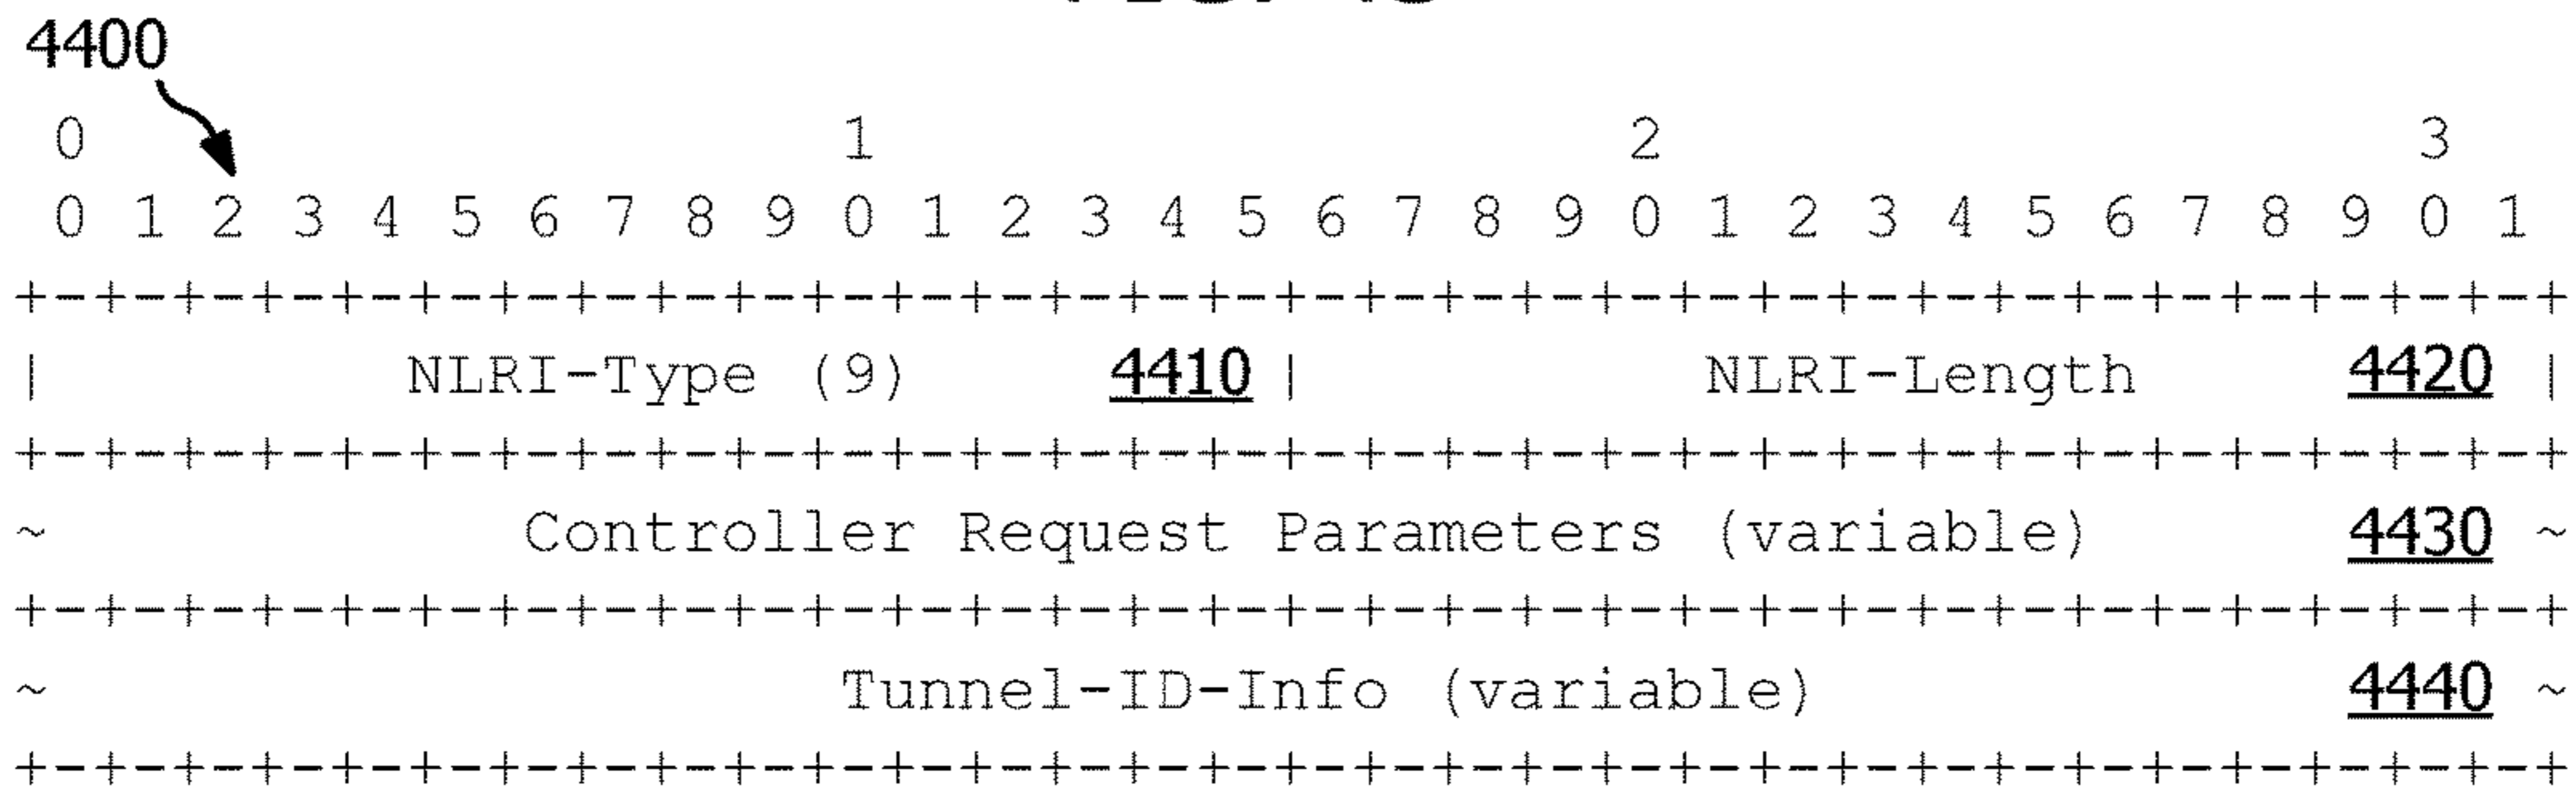 4400
0 1 2 3
0 1 2 3 4 5 6 7 8 9 0 1 2 3 4 5 6 7 8 9 0 1 2 3 4 5 6 7 8 9 0 1
+-+-+-+-+-+-+-+-+-+-+-+-+-+-+-+-+-+-+-+-+-+-+-+-+-+-+-+-+-+-+-+-+
| NLRI-Type (9) 4410 | NLRI-Length 4420 |
+-+-+-+-+-+-+-+-+-+-+-+-+-+-+-+-+-+-+-+-+-+-+-+-+-+-+-+-+-+-+-+-+
~ Controller Request Parameters (variable) 4430 ~
+-+-+-+-+-+-+-+-+-+-+-+-+-+-+-+-+-+-+-+-+-+-+-+-+-+-+-+-+-+-+-+-+
~ Tunnel-ID-Info (variable) 4440 ~
+-+-+-+-+-+-+-+-+-+-+-+-+-+-+-+-+-+-+-+-+-+-+-+-+-+-+-+-+-+-+-+-+